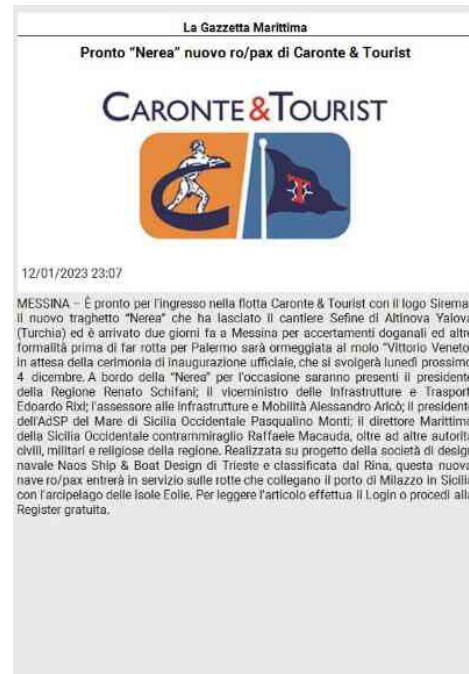 La Gazzetta Marittima
Pronto “Nerea” nuovo ro/pax di Caronte & Tourist
CARONTE&TOURIST
C T
12/01/2023 23:07
MESSINA – È pronto per l'ingresso nella flotta Caronte & Tourist con il logo Siremar
il nuovo traghetto “Nerea” che ha lasciato il cantiere Sefine di Altinova Yalova
(Turchia) ed è arrivato due giorni fa a Messina per accertamenti doganali ed altre
formalità prima di far rotta per Palermo sarà ormeggiata al molo “Vittorio Veneto”
in attesa della cerimonia di inaugurazione ufficiale, che si svolgerà lunedì prossimo
4 dicembre. A bordo della “Nerea” per l'occasione saranno presenti il presidente
della Regione Renato Schifani; il viceministro delle Infrastrutture e Trasporti
Edoardo Rixi; l'assessore alle Infrastrutture e Mobilità Alessandro Aricò; il presidente
dell'AdSP del Mare di Sicilia Occidentale Pasqualino Monti; il direttore Marittimo
della Sicilia Occidentale contrammiraglio Raffaele Macauda, oltre ad altre autorità
civili, militari e religiose della regione. Realizzata su progetto della società di design
navale Naos Ship & Boat Design di Trieste e classificata dal Rina, questa nuova
nave ro/pax entrerà in servizio sulle rotte che collegano il porto di Milazzo in Sicilia
con l'arcipelago delle isole Eolie. Per leggere l'articolo effettua il Login o procedi alla
Register gratuita.